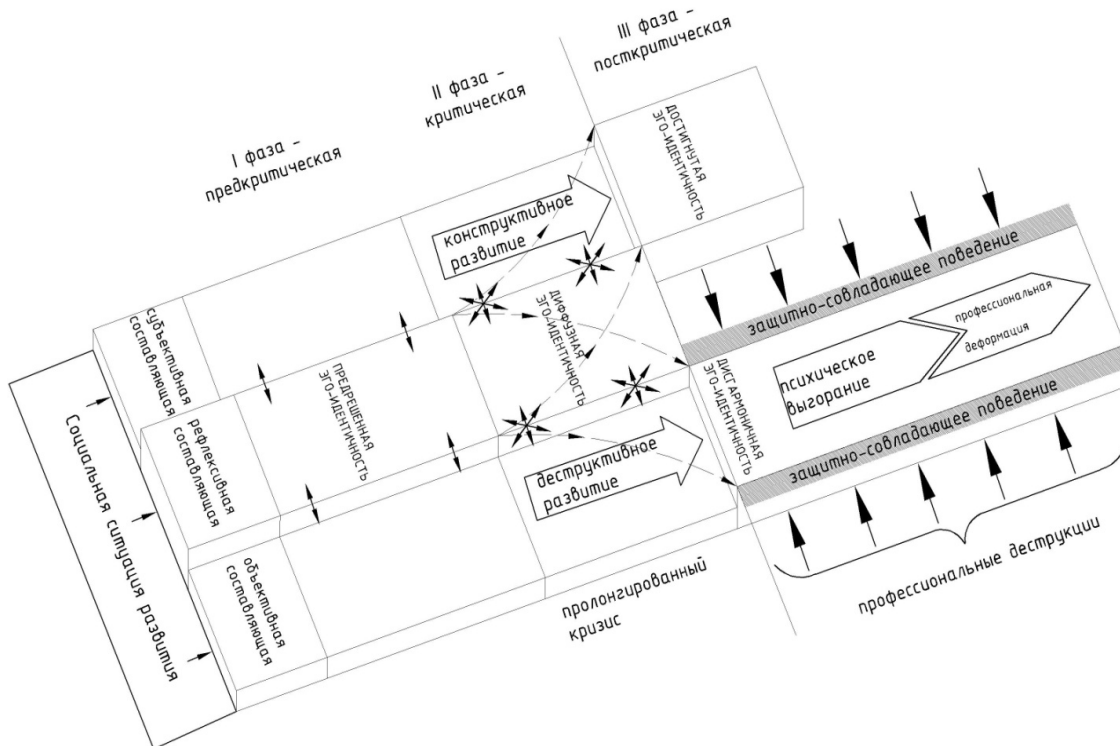 III фаза -
посткритическая
II фаза -
критическая
I фаза -
предкритическая
ДОСТИГНУТАЯ
ЭГО-ИДЕНТИЧНОСТЬ
конструктивное
развитие
защитно-совладающее поведение
субъективная
составляющая
ДИФФУЗНАЯ
ЭГО-ИДЕНТИЧНОСТЬ
профессиональная
деформация
ПРЕДРЕШЕННАЯ
ЭГО-ИДЕНТИЧНОСТЬ
ДИСГАРМОНИЧНАЯ
ЭГО-ИДЕНТИЧНОСТЬ
психическое
выгорание
Социальная ситуация развития
рефлексивная
составляющая
деструктивное
развитие
защитно-совладающее поведение
объективная
составляющая
пролонгированный
кризис
профессиональные деструкции